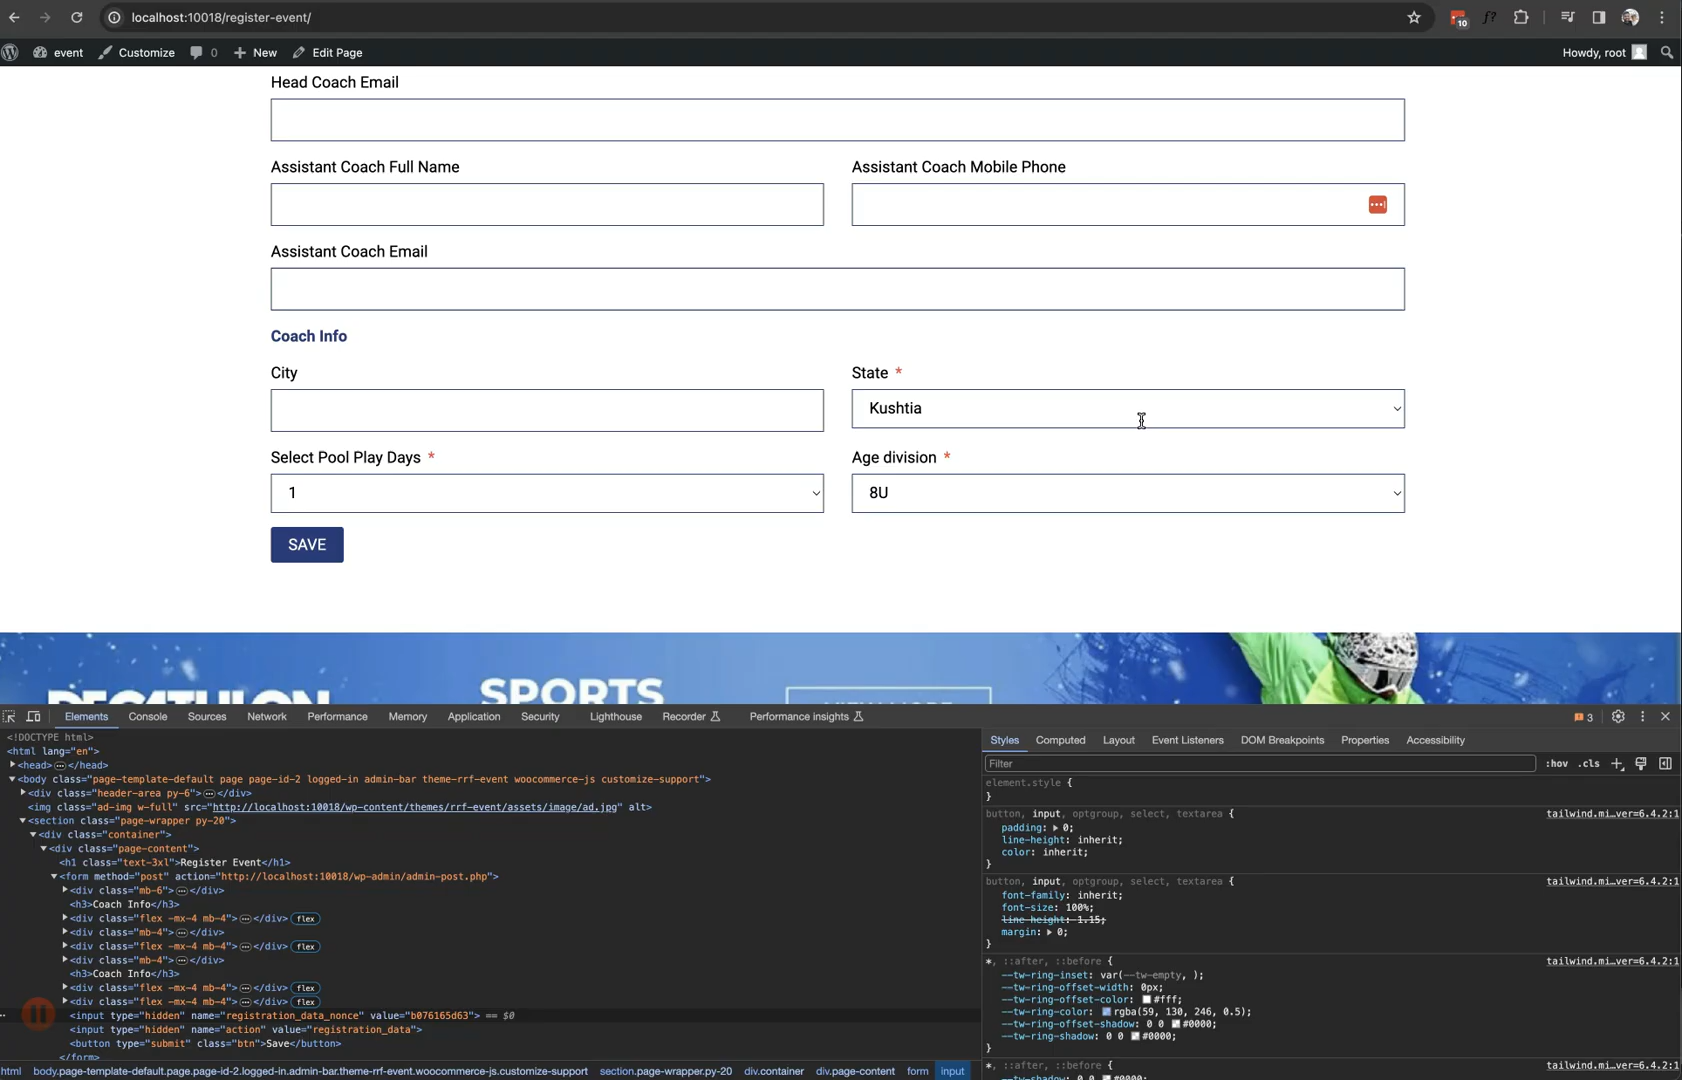 localhost:10018/register-event/
10
f?
event
Customize
0
New
Edit Page
Howdy, root
Head Coach Email
Assistant Coach Full Name
Assistant Coach Mobile Phone
Assistant Coach Email
Coach Info
City
State *
Kushtia
Select Pool Play Days *
Age division *
1
8U
SAVE
DECATHLON
SPORTS
VIEW MORE
Elements Console Sources Network Performance Memory Application Security Lighthouse Recorder Performance insights
3
<!DOCTYPE html>
<html lang="en">
<head>…</head>
<body class="page-template-default page page-id-2 logged-in admin-bar theme-rrf-event woocommerce-js customize-support">
<div class="header-area py-6">…</div>
<img class="ad-img w-full" src="http://localhost:10018/wp-content/themes/rrf-event/assets/image/ad.jpg" alt>
<section class="page-wrapper py-20">
<div class="container">
<div class="page-content">
<h1 class="text-3xl">Register Event</h1>
<form method="post" action="http://localhost:10018/wp-admin/admin-post.php">
<div class="mb-6">…</div>
<h3>Coach Info</h3>
<div class="flex -mx-4 mb-4">…</div> flex
<div class="mb-4">…</div>
<div class="flex -mx-4 mb-4">…</div> flex
<div class="mb-4">…</div>
<h3>Coach Info</h3>
<div class="flex -mx-4 mb-4">…</div> flex
<div class="flex -mx-4 mb-4">…</div> flex
<input type="hidden" name="registration_data_nonce" value="b076165d63"> == $0
<input type="hidden" name="action" value="registration_data">
<button type="submit" class="btn">Save</button>
</form>
html body.page-template-default.page.page-id-2.logged-in.admin-bar.theme-rrf-event.woocommerce-js.customize-support section.page-wrapper.py-20 div.container div.page-content form input
Styles Computed Layout Event Listeners DOM Breakpoints Properties Accessibility
Filter
:hov .cls
element.style {
}
button, input, optgroup, select, textarea {
tailwind.mi…ver=6.4.2:1
padding: 0;
line-height: inherit;
color: inherit;
}
button, input, optgroup, select, textarea {
tailwind.mi…ver=6.4.2:1
font-family: inherit;
font-size: 100%;
line-height: 1.15;
margin: 0;
}
*, ::after, ::before {
tailwind.mi…ver=6.4.2:1
--tw-ring-inset: var(--tw-empty, );
--tw-ring-offset-width: 0px;
--tw-ring-offset-color: #fff;
--tw-ring-color: rgba(59, 130, 246, 0.5);
--tw-ring-offset-shadow: 0 0 #0000;
--tw-ring-shadow: 0 0 #0000;
}
*, ::after, ::before {
tailwind.mi…ver=6.4.2:1
--tw-shadow: 0 0 #0000;